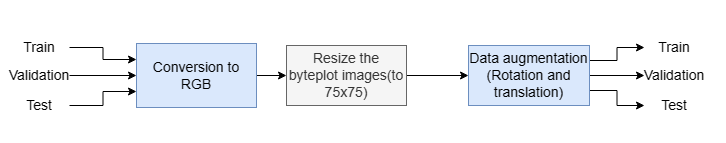 Train
Validation
Test
Conversion to
RGB
Resize the
byteplot images(to
75x75)
Data augmentation
(Rotation and
translation)
Train
Validation
Test